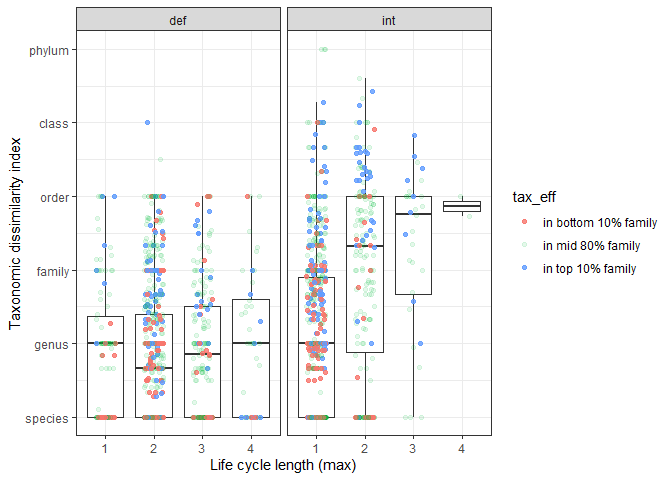 def
int
Taxonomic dissimilarity index
phylum
class
order
family
genus
species
1
2
3
4
1
2
3
4
Life cycle length (max)
tax_eff
in bottom 10% family
in mid 80% family
in top 10% family